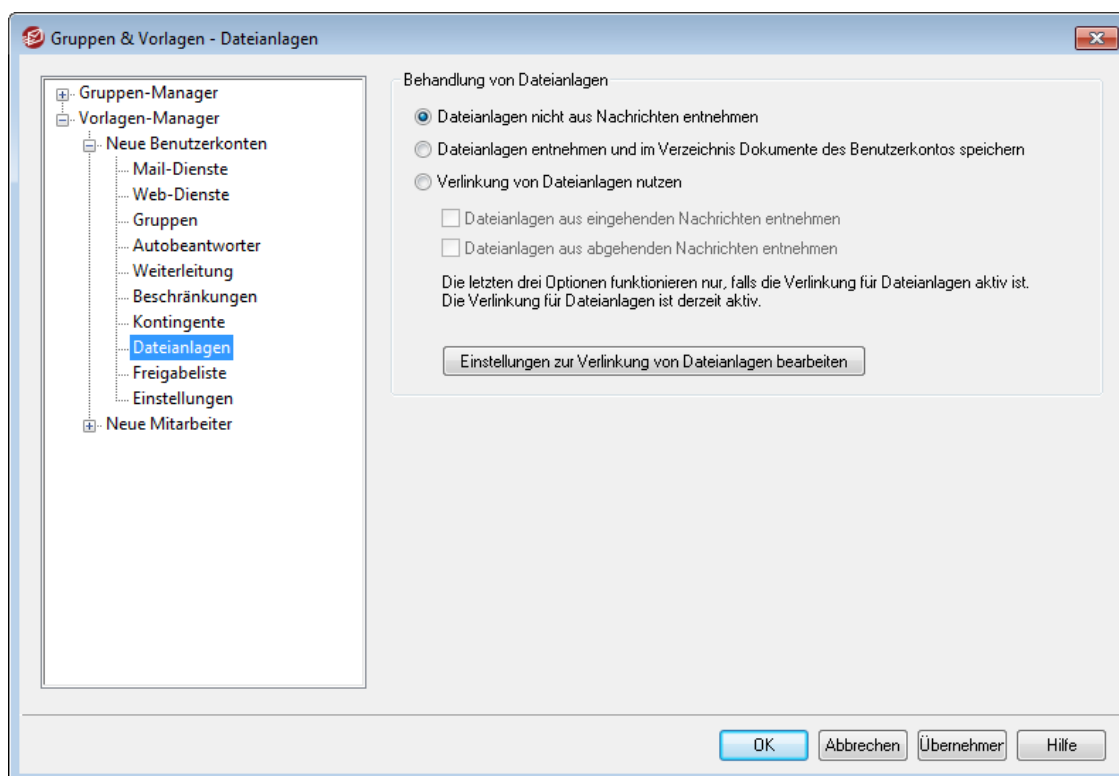 Gruppen & Vorlagen - Dateianlagen
Gruppen-Manager
Vorlagen-Manager
Neue Benutzerkonten
Mail-Dienste
Web-Dienste
Gruppen
Autobeantworter
Weiterleitung
Beschränkungen
Kontingente
Dateianlagen
Freigabeliste
Einstellungen
Neue Mitarbeiter
Behandlung von Dateianlagen
Dateianlagen nicht aus Nachrichten entnehmen
Dateianlagen entnehmen und im Verzeichnis Dokumente des Benutzerkontos speichern
Verlinkung von Dateianlagen nutzen
Dateianlagen aus eingehenden Nachrichten entnehmen
Dateianlagen aus abgehenden Nachrichten entnehmen
Die letzten drei Optionen funktionieren nur, falls die Verlinkung für Dateianlagen aktiv ist.
Die Verlinkung für Dateianlagen ist derzeit aktiv.
Einstellungen zur Verlinkung von Dateianlagen bearbeiten
OK
Abbrechen
Übernehmer
Hilfe